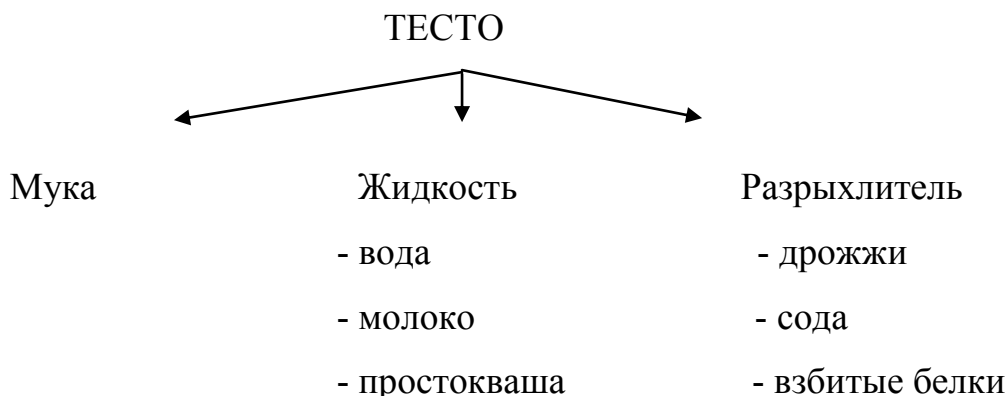 ТЕСТО
Мука Жидкость Разрыхлитель
- вода - дрожжи
- молоко - сода
- простокваша - взбитые белки